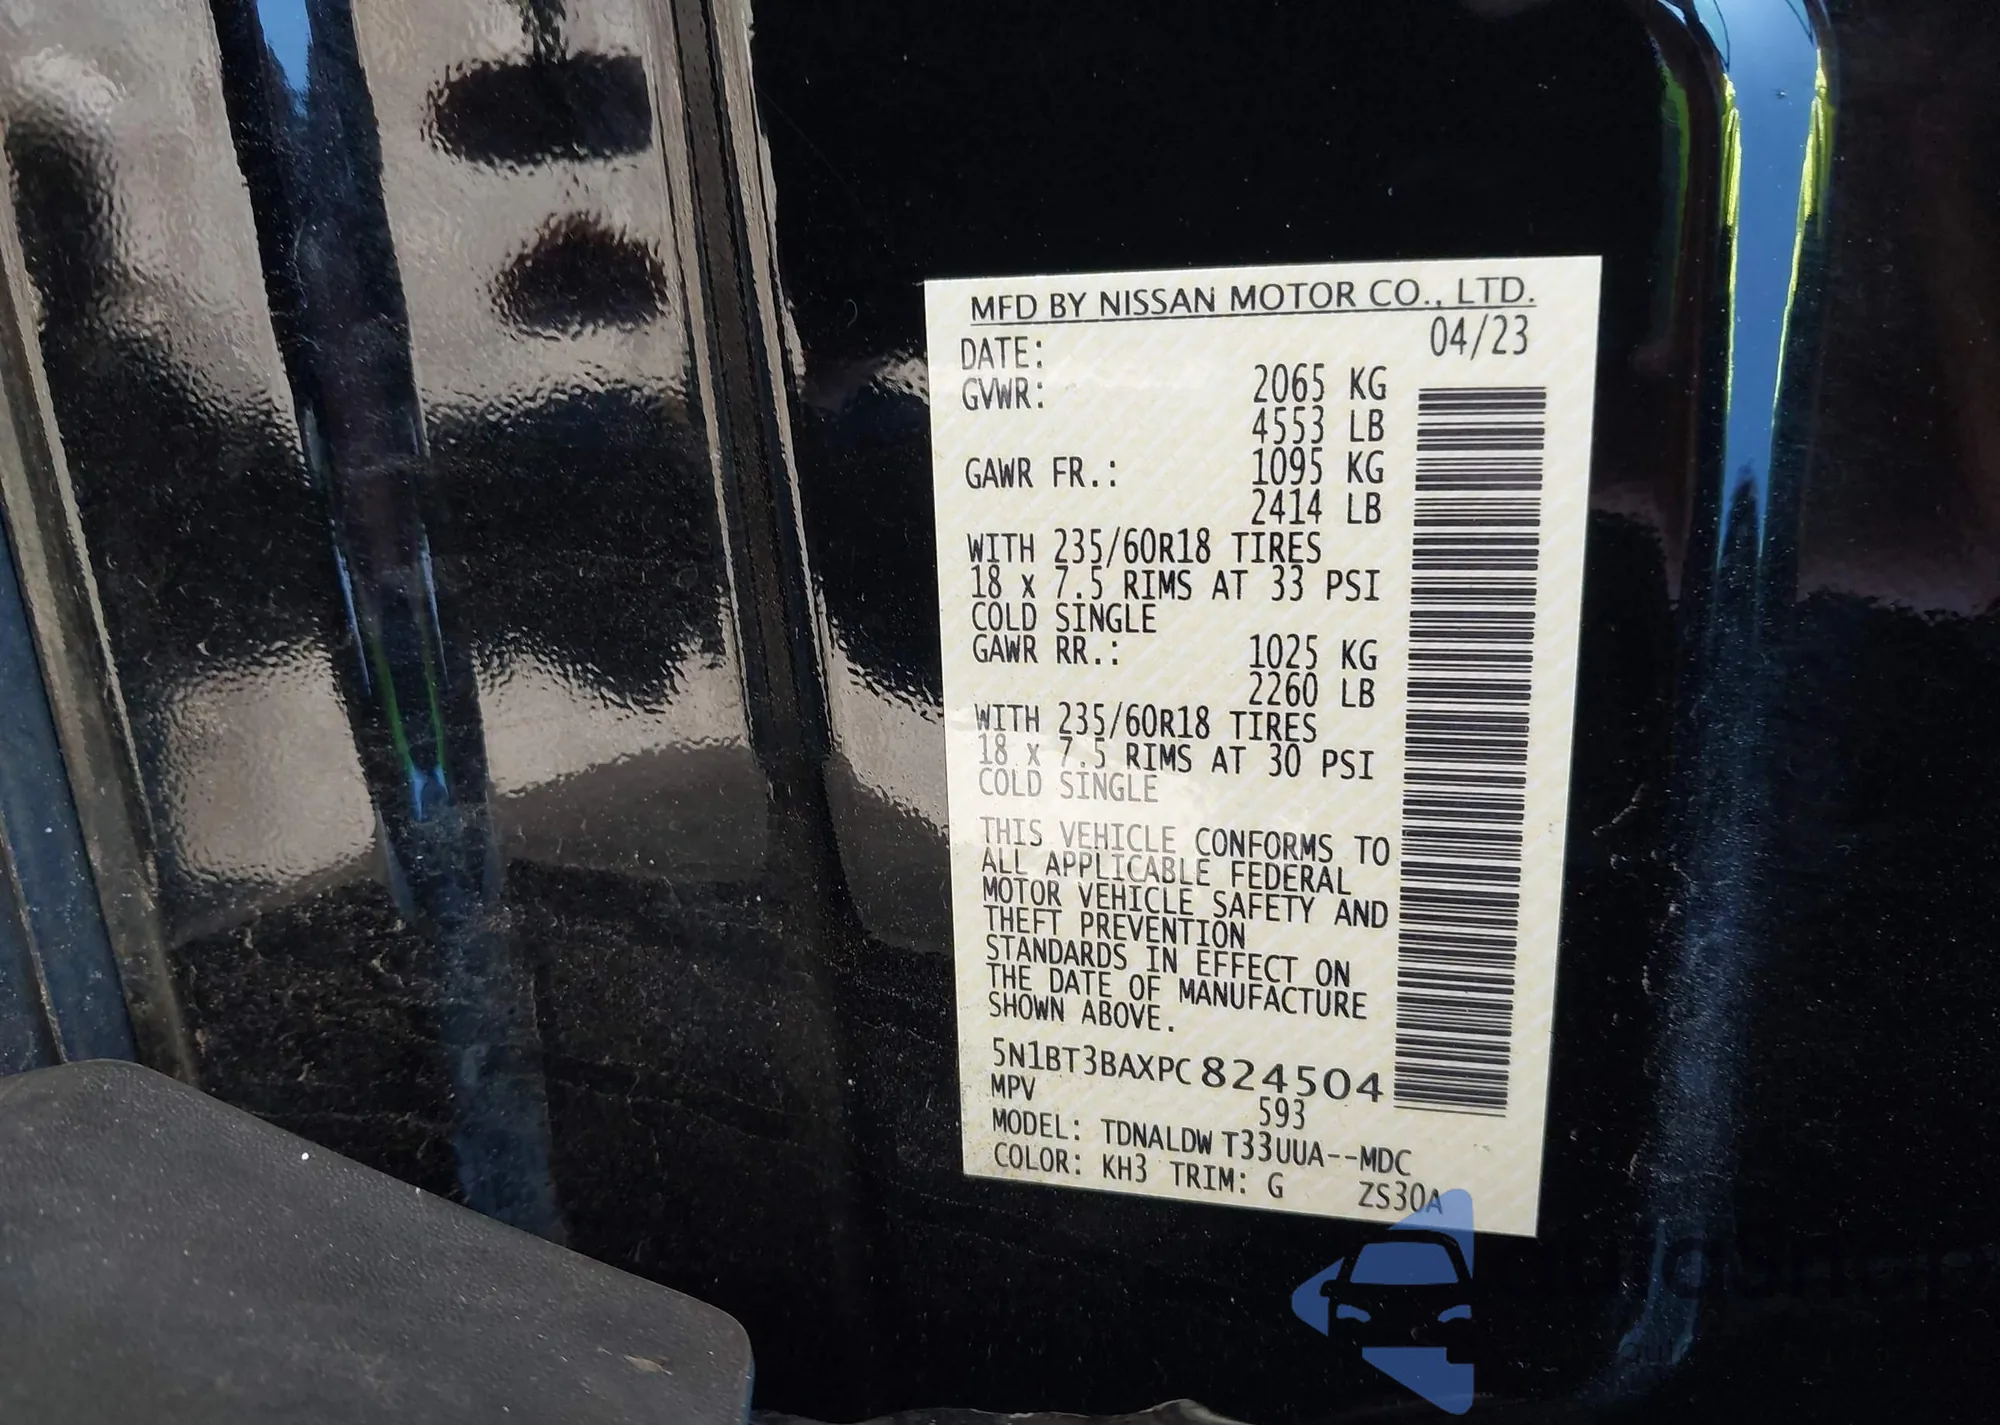 MFD BY NISSAN MOTOR CO., LTD.
DATE: 04/23
GVWR: 2065 KG
4553 LB
GAWR FR.: 1095 KG
2414 LB
WITH 235/60R18 TIRES
18 x 7.5 RIMS AT 33 PSI
COLD SINGLE
GAWR RR.: 1025 KG
2260 LB
WITH 235/60R18 TIRES
18 x 7.5 RIMS AT 30 PSI
COLD SINGLE
THIS VEHICLE CONFORMS TO
ALL APPLICABLE FEDERAL
MOTOR VEHICLE SAFETY AND
THEFT PREVENTION
STANDARDS IN EFFECT ON
THE DATE OF MANUFACTURE
SHOWN ABOVE.
5N1BT3BAXPC824504
MPV 593
MODEL: TDNALDW T33UUA--MDC
COLOR: KH3 TRIM: G ZS30A